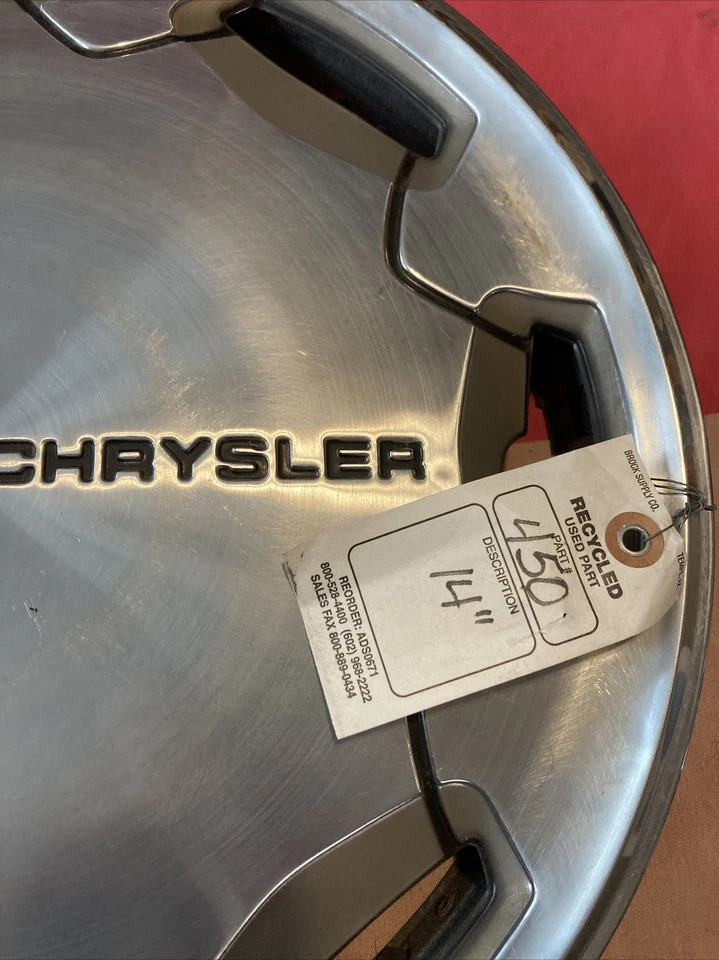 CHRYSLER
BROCK SUPPLY CO.
RECYCLED
USED PART
PART #
450
DESCRIPTION
14"
REORDER: ADS0671
800-528-4400 (602) 968-2222
SALES FAX 800-889-0434